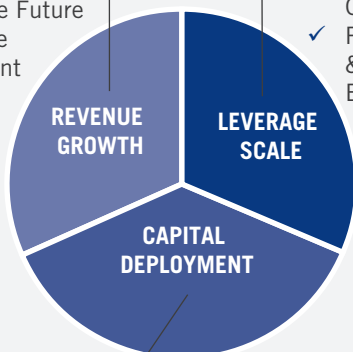 e Future
e
nt
✓
&
REVENUE
GROWTH
LEVERAGE
SCALE
CAPITAL
DEPLOYMENT